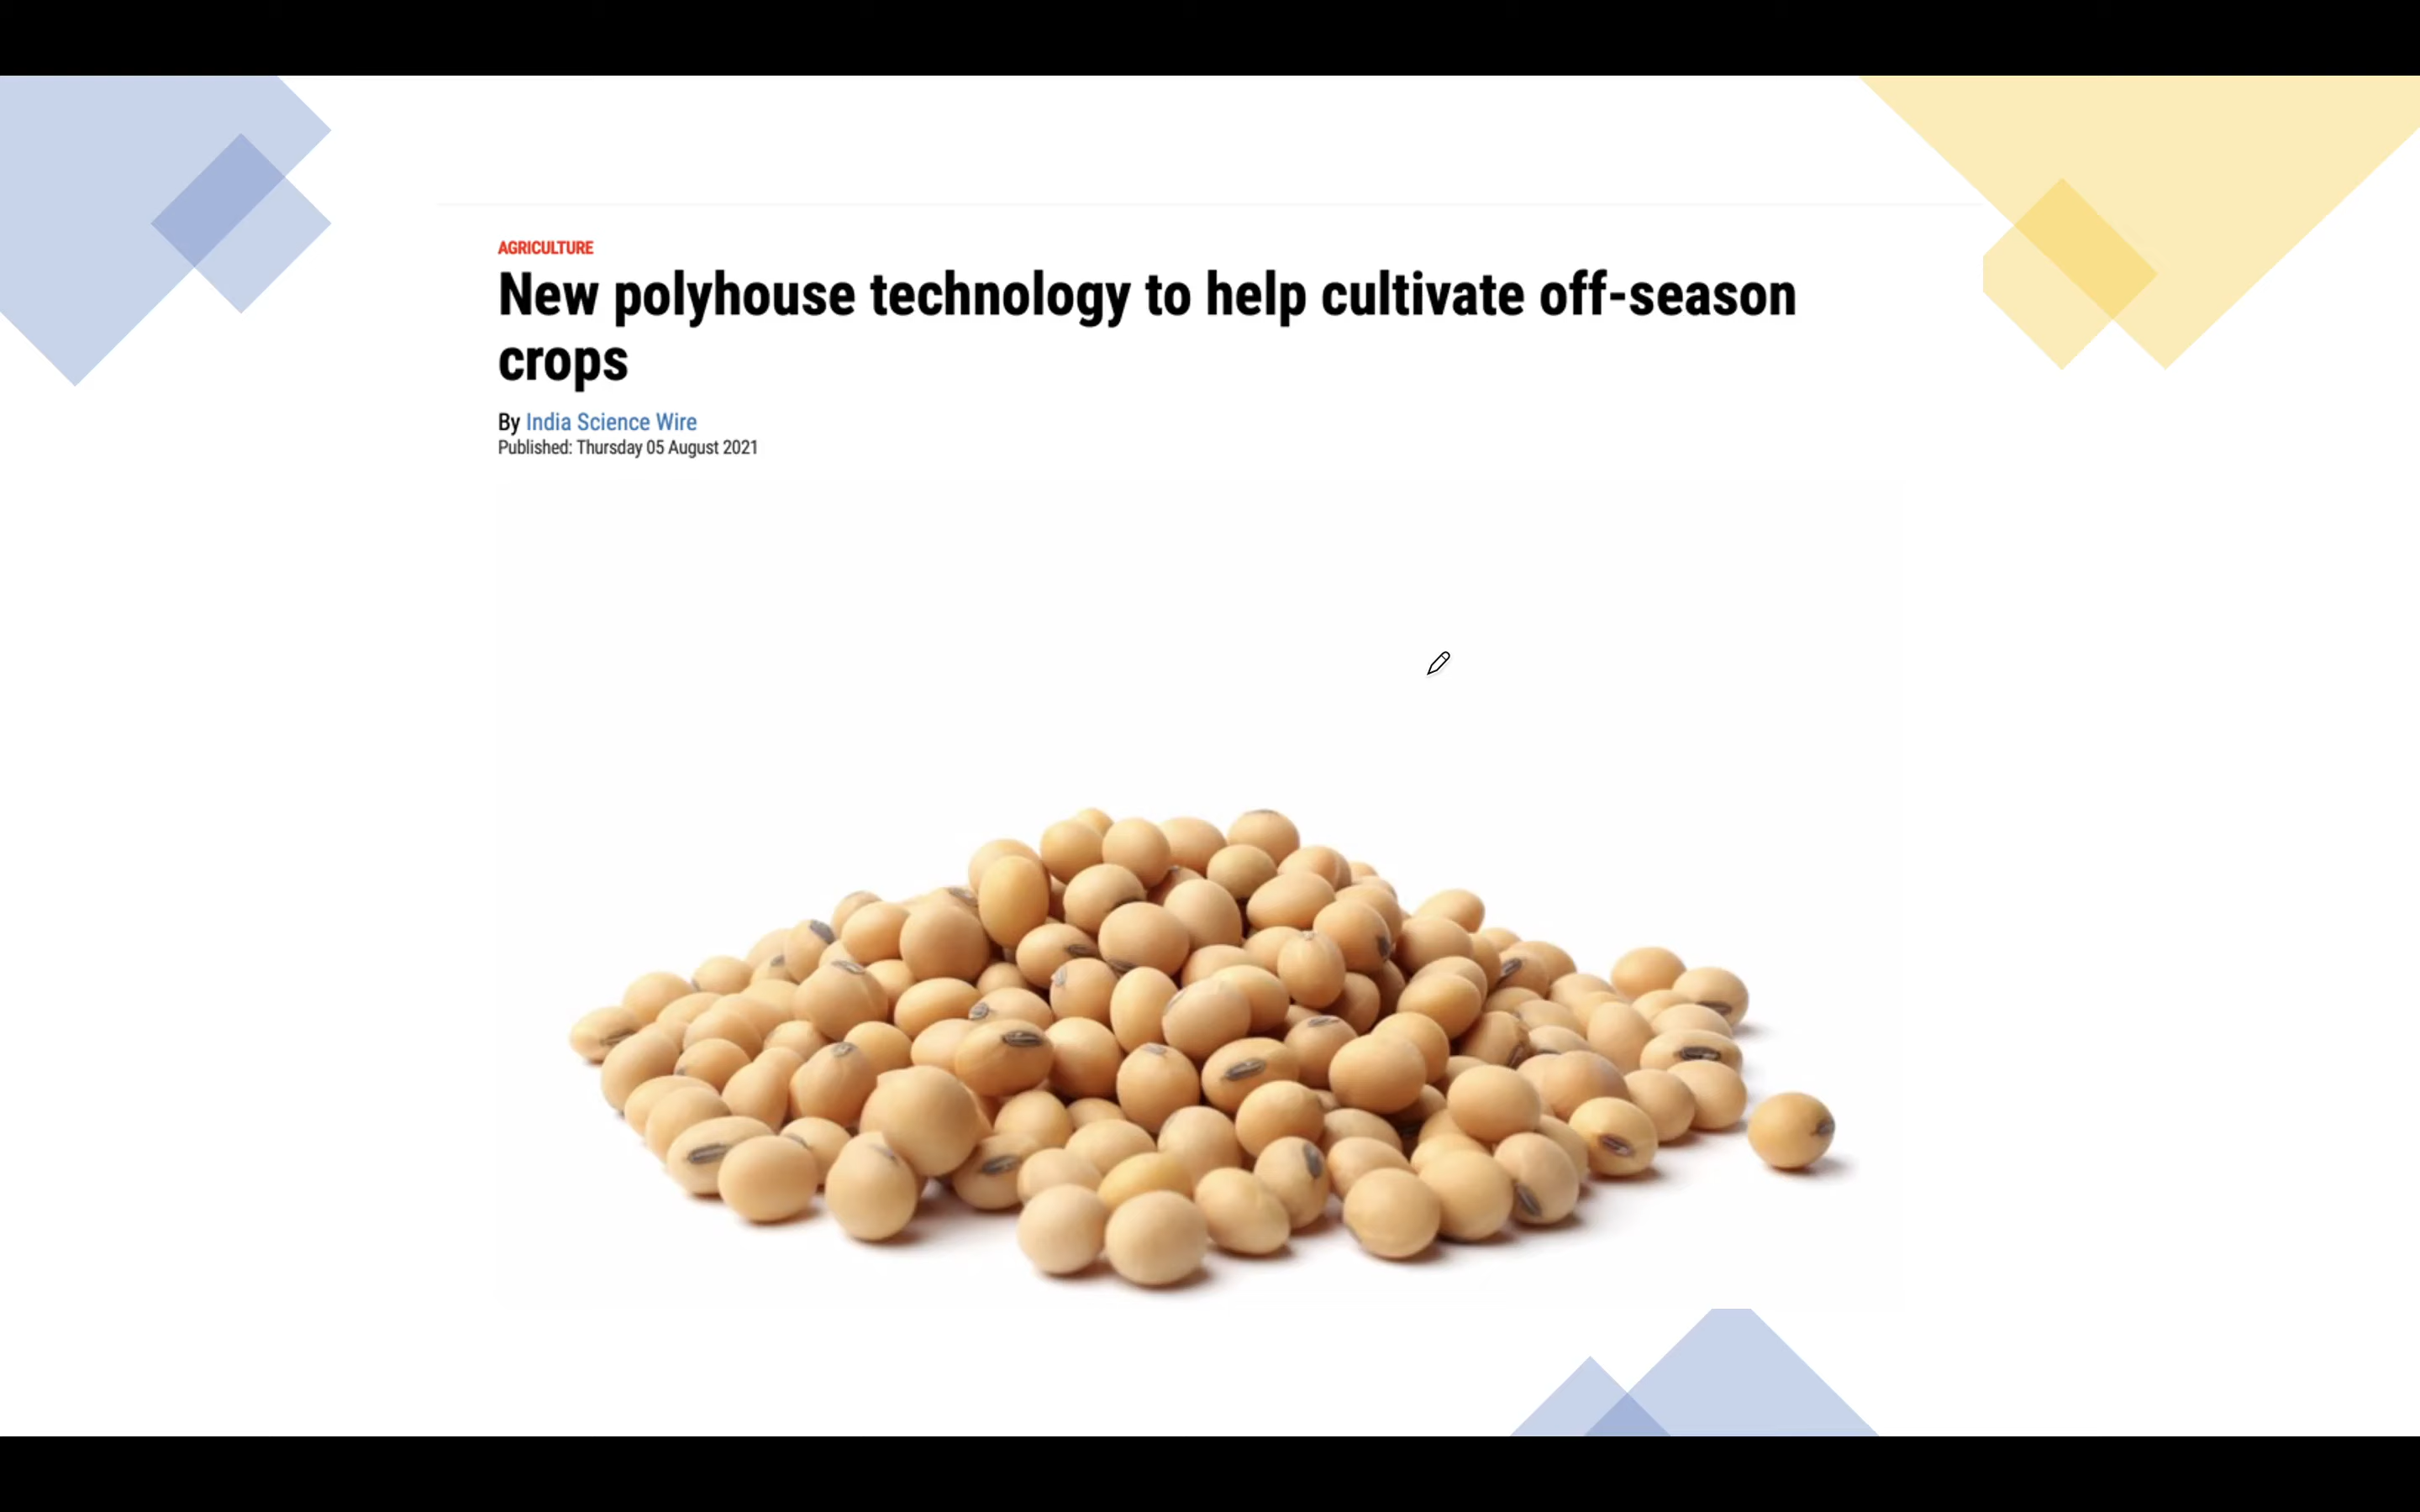 AGRICULTURE
New polyhouse technology to help cultivate off-season
crops
By India Science Wire
Published: Thursday 05 August 2021